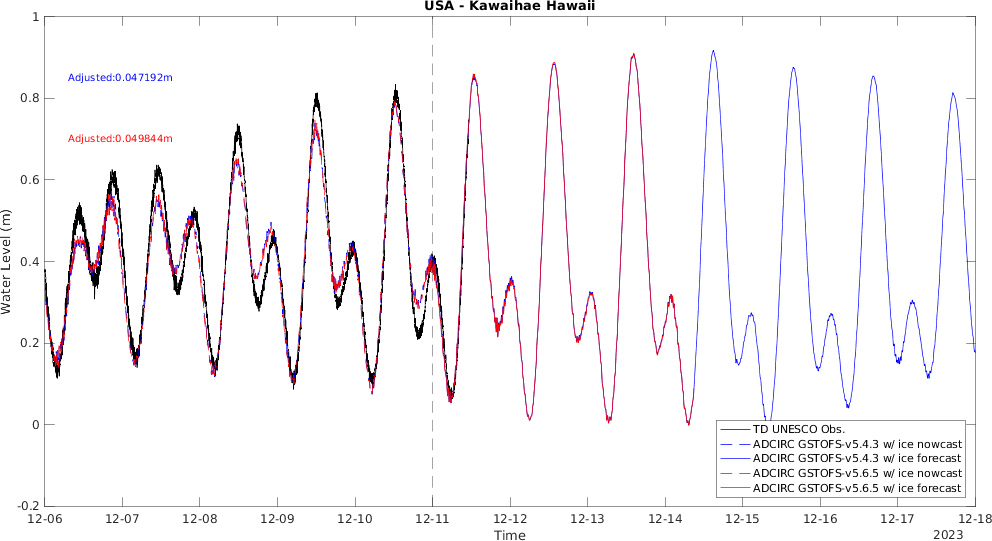 USA - Kawaihae Hawaii
1
0.8
0.6
0.4
0.2
0
-0.2
Water Level (m)
Adjusted:0.047192m
Adjusted:0.049844m
TD UNESCO Obs.
ADCIRC GSTOFS-v5.4.3 w/ ice nowcast
ADCIRC GSTOFS-v5.4.3 w/ ice forecast
ADCIRC GSTOFS-v5.6.5 w/ ice nowcast
ADCIRC GSTOFS-v5.6.5 w/ ice forecast
12-06 12-07 12-08 12-09 12-10 12-11 12-12 12-13 12-14 12-15 12-16 12-17 12-18
Time
2023